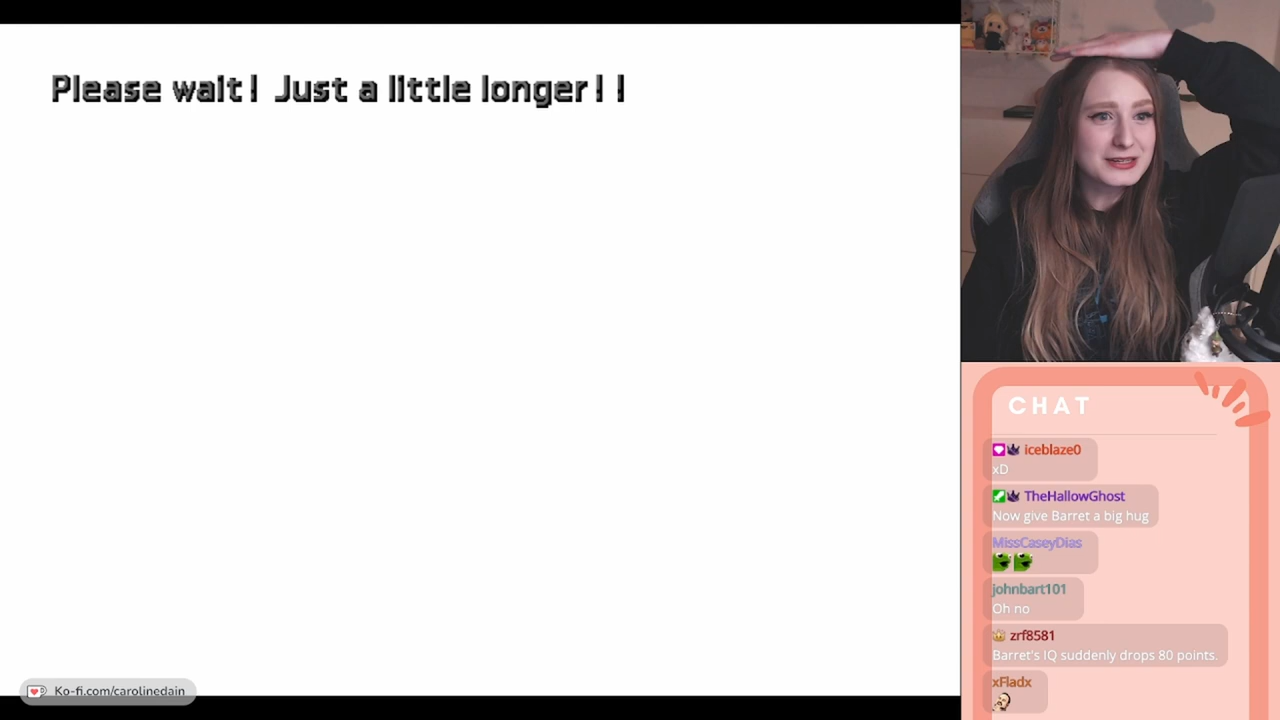 Please wait! Just a little longer!!
CHAT
iceblaze0
xD
TheHallowGhost
Now give Barret a big hug
MissCaseyDias
johnbart101
Oh no
zrf8581
Barret's IQ suddenly drops 80 points.
xFladx
Ko-fi.com/carolinedain